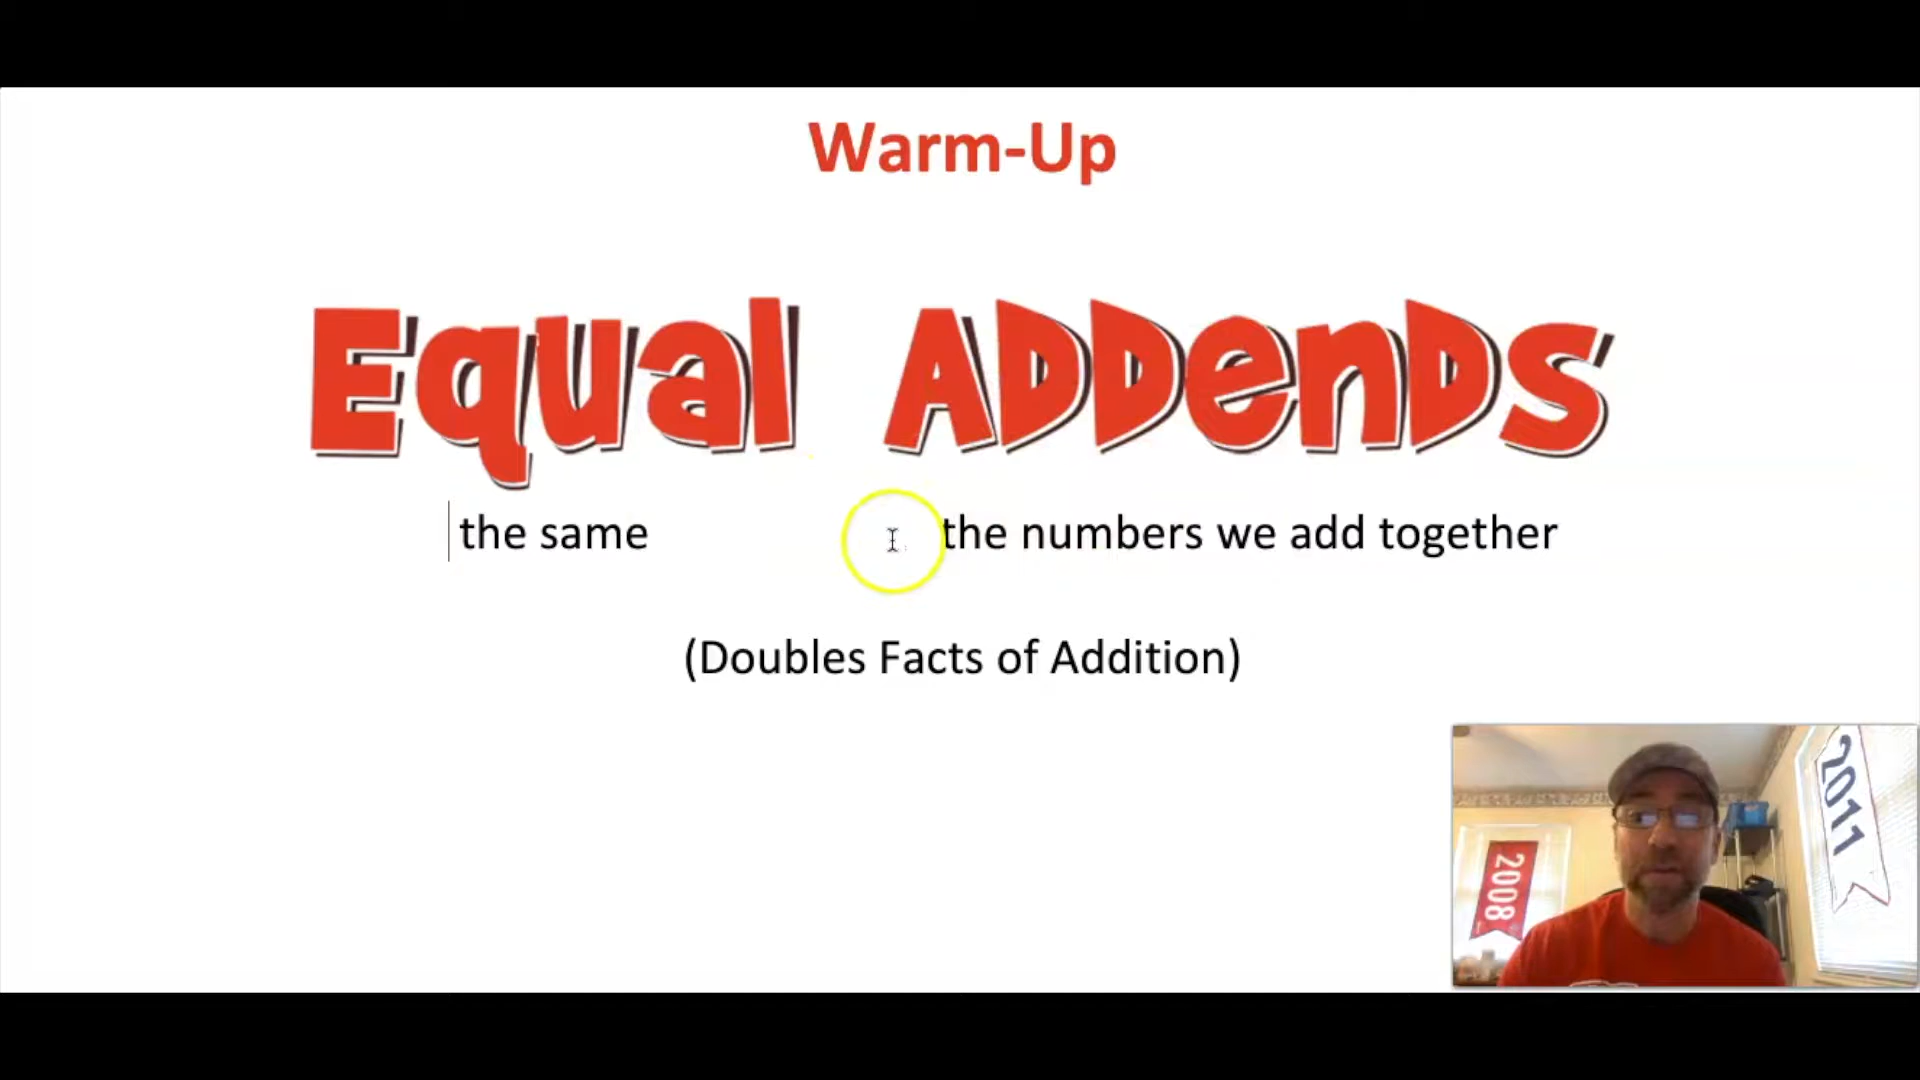 Warm-Up
Equal Addends
the same the numbers we add together
(Doubles Facts of Addition)
2008
2011